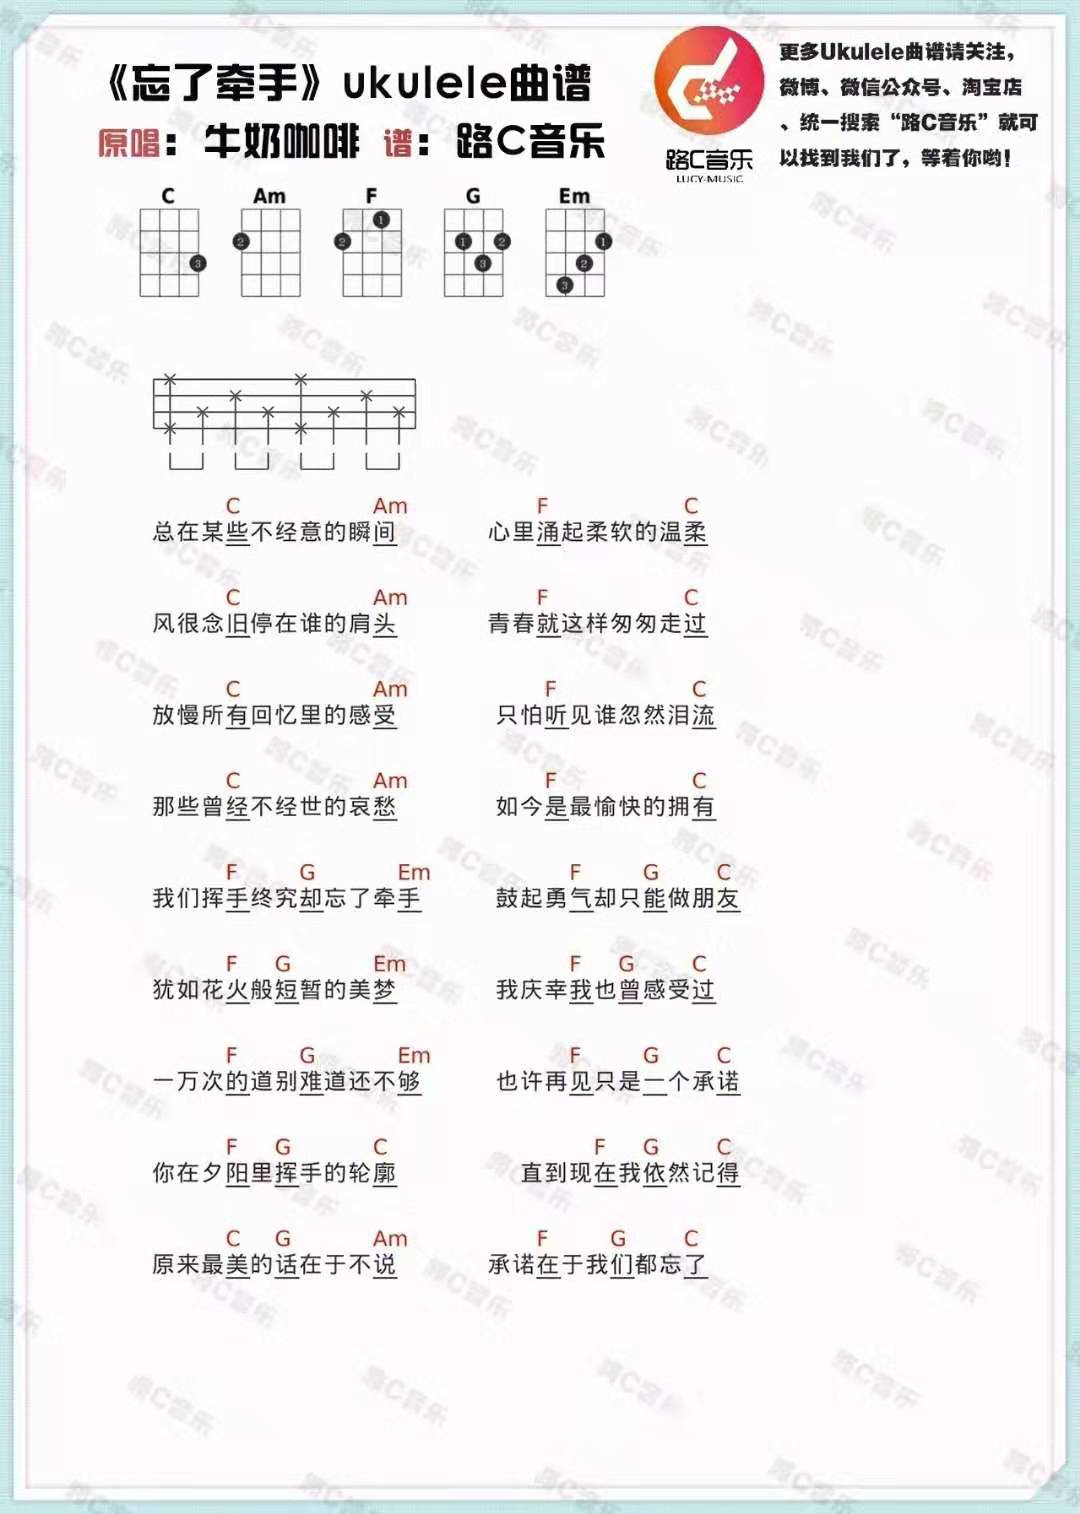 《忘了牵手》ukulele曲谱
原唱：牛奶咖啡 谱：路C音乐
路C音乐
LUCY-MUSIC
更多Ukulele曲谱请关注，
微博、微信公众号、淘宝店
、统一搜索“路C音乐”就可
以找到我们了，等着你哟！
C Am F G Em
3 2 2 1 1 2 3 1 2 3
C Am F C
总在某些不经意的瞬间 心里涌起柔软的温柔
C Am F C
风很念旧停在谁的肩头 青春就这样匆匆走过
C Am F C
放慢所有回忆里的感受 只怕听见谁忽然泪流
C Am F C
那些曾经不经世的哀愁 如今是最愉快的拥有
F G Em F G C
我们挥手终究却忘了牵手 鼓起勇气却只能做朋友
F G Em F G C
犹如花火般短暂的美梦 我庆幸我也曾感受过
F G Em F G C
一万次的道别难道还不够 也许再见只是一个承诺
F G C F G C
你在夕阳里挥手的轮廓 直到现在我依然记得
C G Am F G C
原来最美的话在于不说 承诺在于我们都忘了